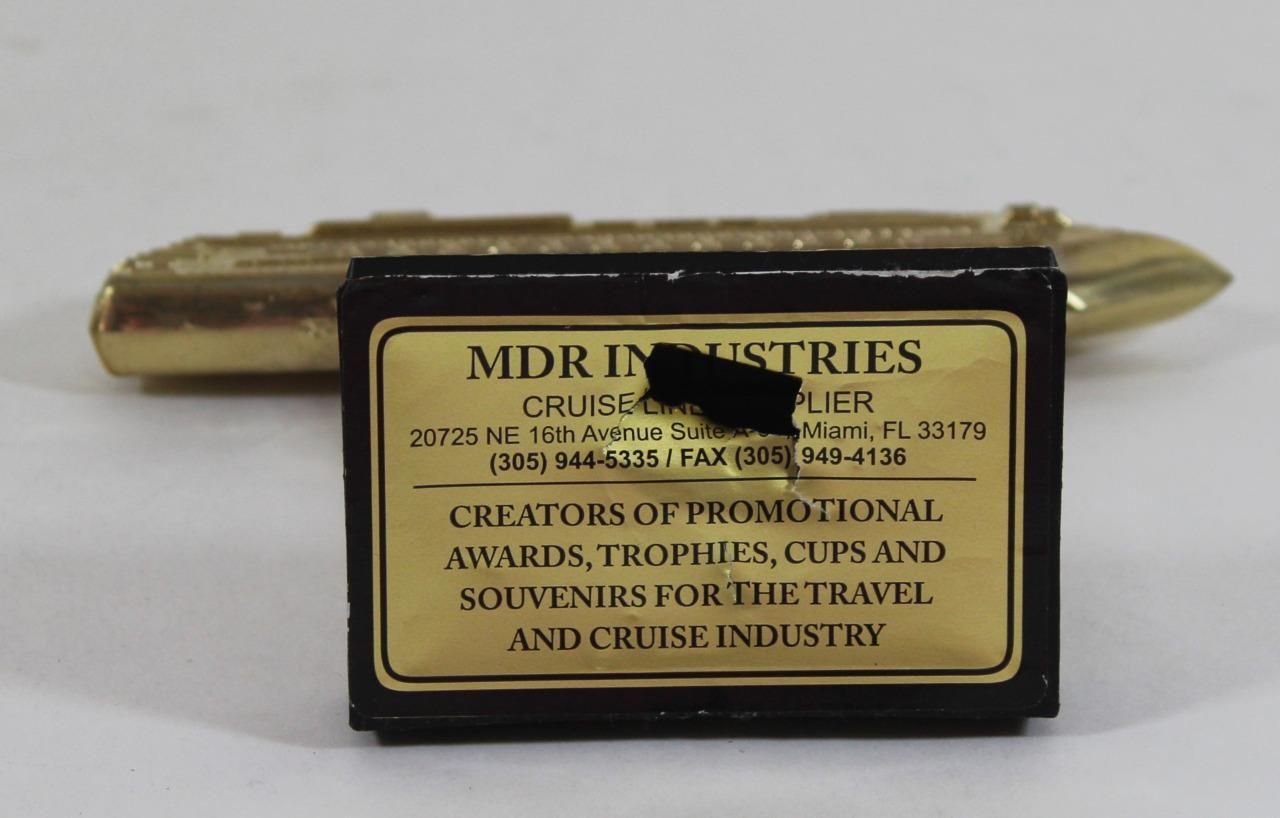 MDR INDUSTRIES
CRUISE LINE SUPPLIER
20725 NE 16th Avenue Suite Miami, FL 33179
(305) 944-5335 / FAX (305) 949-4136
CREATORS OF PROMOTIONAL
AWARDS, TROPHIES, CUPS AND
SOUVENIRS FOR THE TRAVEL
AND CRUISE INDUSTRY